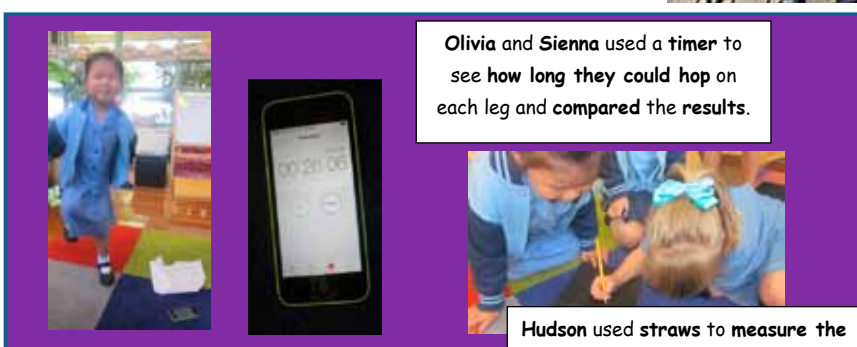 Olivia and Sienna used a timer to
see how long they could hop on
each leg and compared the results.
00:20.06
Hudson used straws to measure the